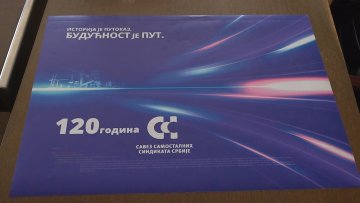 ИСТОРИЈА ЈЕ ПУТОКАЗ.
БУДУЋНОСТ ЈЕ ПУТ.
120 ГОДИНА
САВЕЗ САМОСТАЛНИХ
СИНДИКАТА СРБИЈЕ